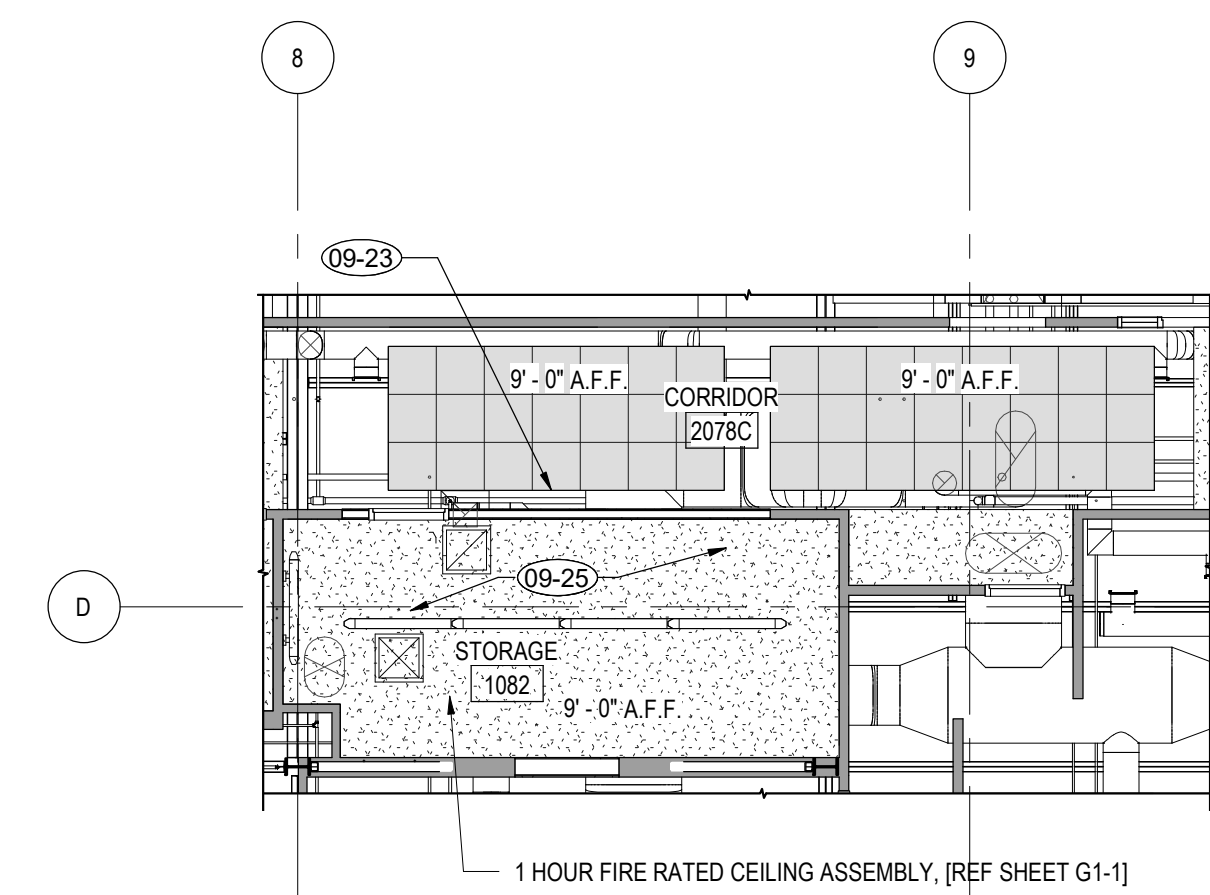 8
9
09-23
9' - 0" A.F.F.
9' - 0" A.F.F.
CORRIDOR
2078C
09-25
D
STORAGE
1082
9' - 0" A.F.F.
1 HOUR FIRE RATED CEILING ASSEMBLY, [REF SHEET G1-1]